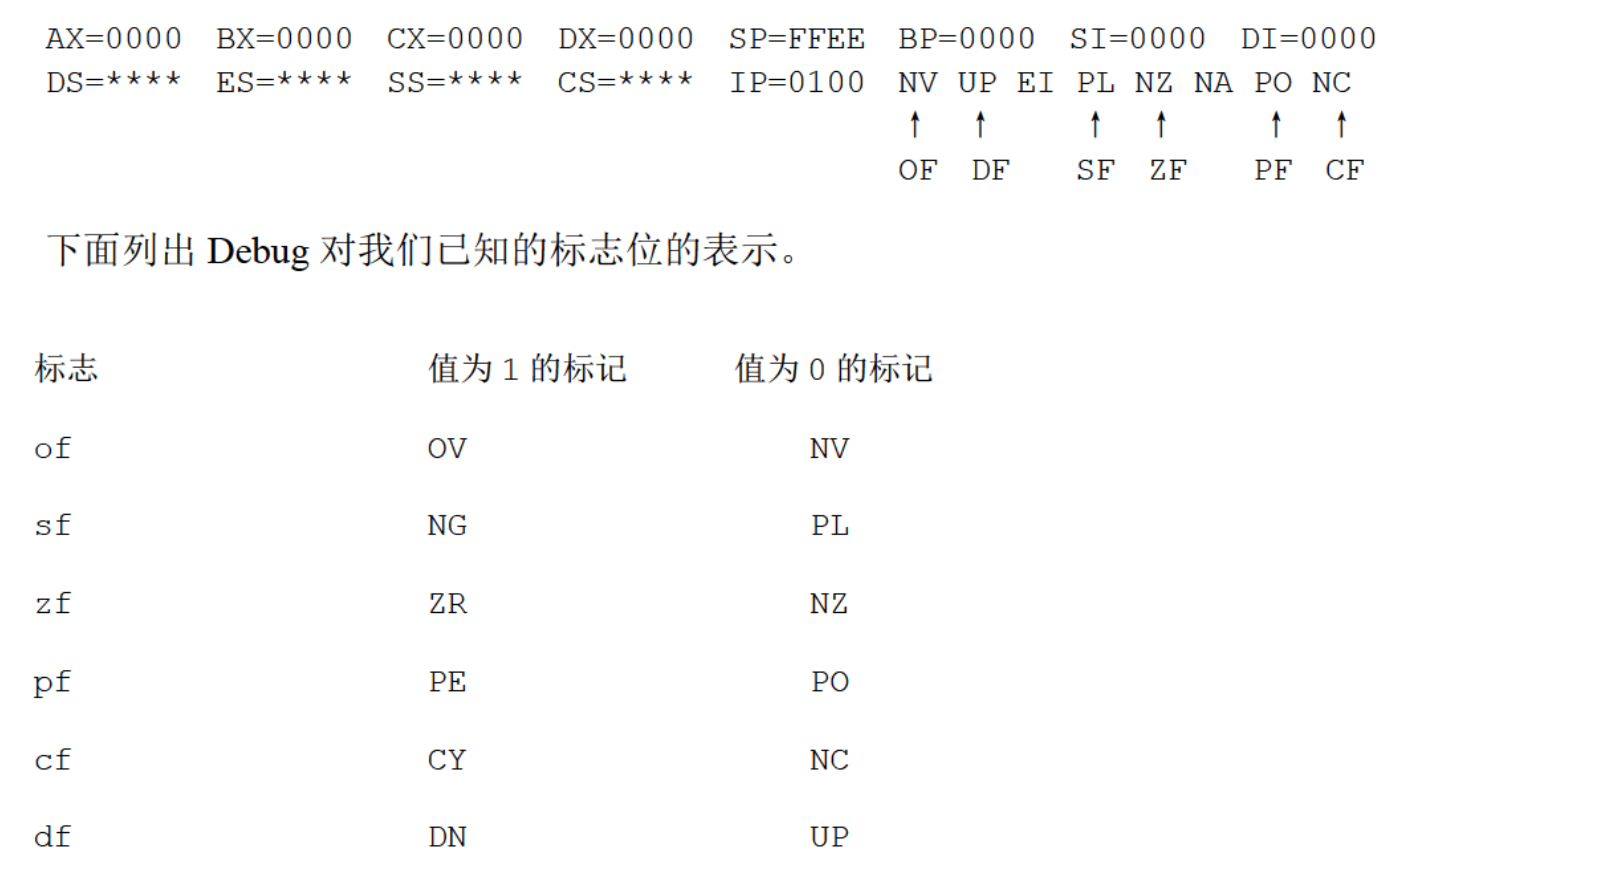 AX=0000 BX=0000 CX=0000 DX=0000 SP=FFEE BP=0000 SI=0000 DI=0000
DS=**** ES=**** SS=**** CS=**** IP=0100 NV UP EI PL NZ NA PO NC
↑ ↑ ↑ ↑ ↑ ↑
OF DF SF ZF PF CF
下面列出 Debug 对我们已知的标志位的表示。
标志 值为 1 的标记 值为 0 的标记
of OV NV
sf NG PL
zf ZR NZ
pf PE PO
cf CY NC
df DN UP